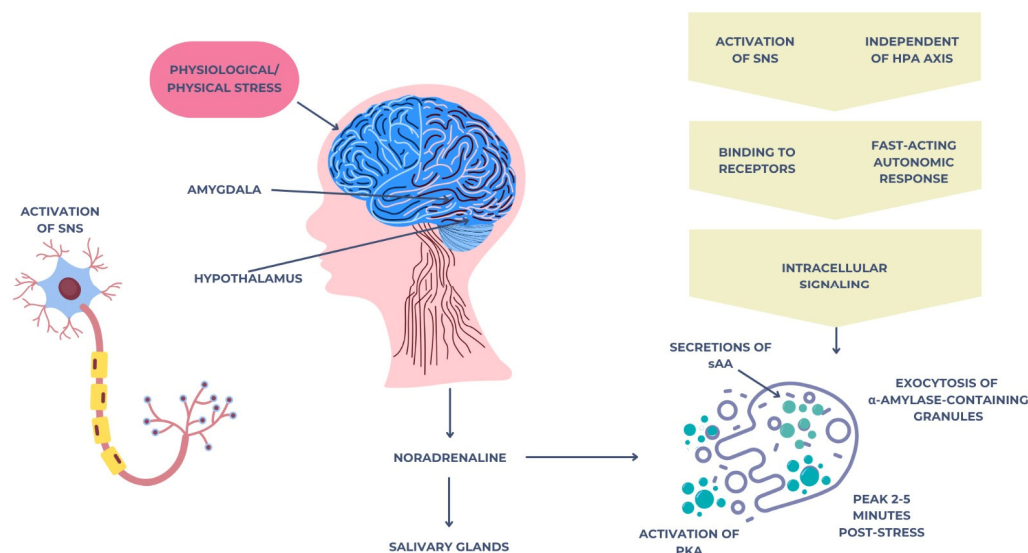 PHYSIOLOGICAL/
PHYSICAL STRESS
AMYGDALA
HYPOTHALAMUS
ACTIVATION
OF SNS
NORADRENALINE
SALIVARY GLANDS
ACTIVATION
OF SNS
INDEPENDENT
OF HPA AXIS
BINDING TO
RECEPTORS
FAST-ACTING
AUTONOMIC
RESPONSE
INTRACELLULAR
SIGNALING
SECRETIONS OF
sAA
EXOCYTOSIS OF
α-AMYLASE-CONTAINING
GRANULES
PEAK 2-5
MINUTES
POST-STRESS
ACTIVATION OF
PKA